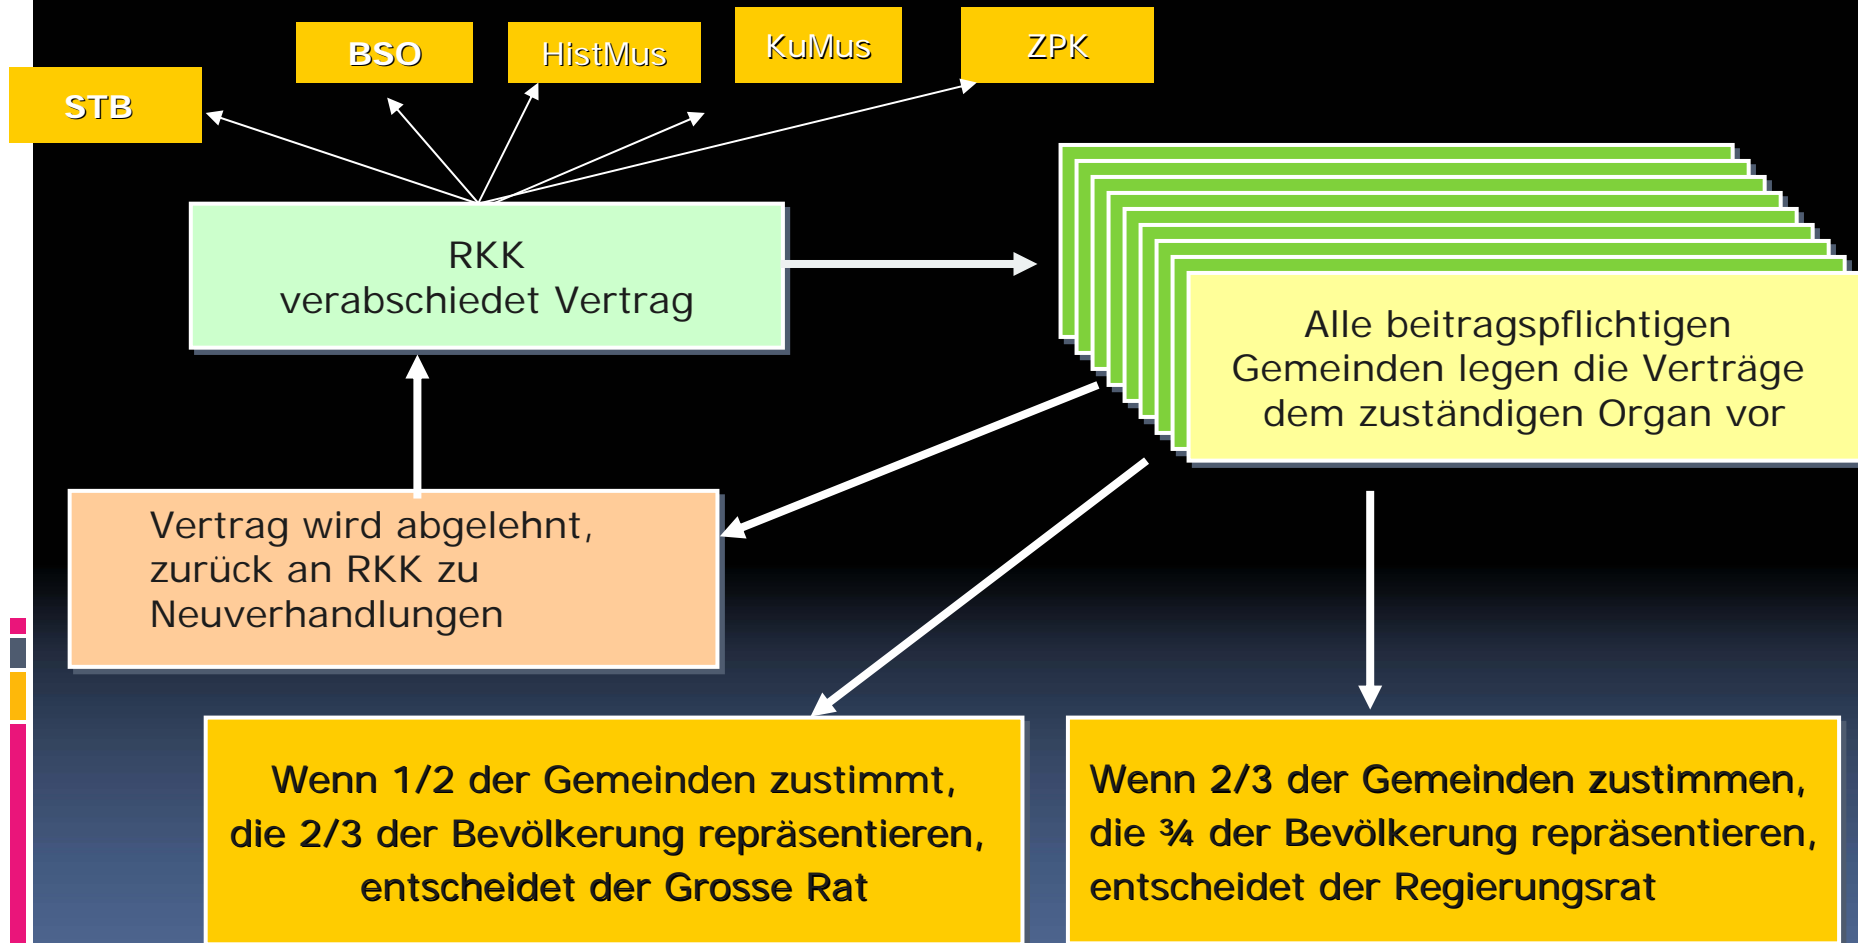 STB
BSO
HistMus
KuMus
ZPK
RKK
verabschiedet Vertrag
Alle beitragspflichtigen
Gemeinden legen die Verträge
dem zuständigen Organ vor
Vertrag wird abgelehnt,
zurück an RKK zu
Neuverhandlungen
Wenn 1/2 der Gemeinden zustimmt,
die 2/3 der Bevölkerung repräsentieren,
entscheidet der Grosse Rat
Wenn 2/3 der Gemeinden zustimmen,
die ¾ der Bevölkerung repräsentieren,
entscheidet der Regierungsrat